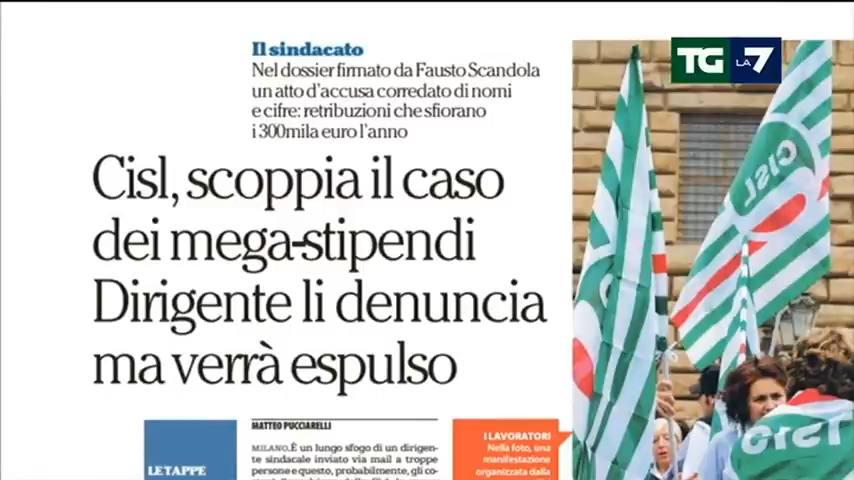 TG LA 7
Il sindacato
Nel dossier firmato da Fausto Scandola
un atto d'accusa corredato di nomi
e cifre: retribuzioni che sfiorano
i 300mila euro l'anno
Cisl, scoppia il caso
dei mega-stipendi
Dirigente li denuncia
ma verrà espulso
CISL
LE TAPPE
MATTEO PUCCIARELLI
MILANO. È un lungo sfogo di un dirigen-
te sindacale inviato via mail a troppe
persone e questo, probabilmente, gli co-
I LAVORATORI
Nella foto, una
manifestazione
organizzata dalla
CISL